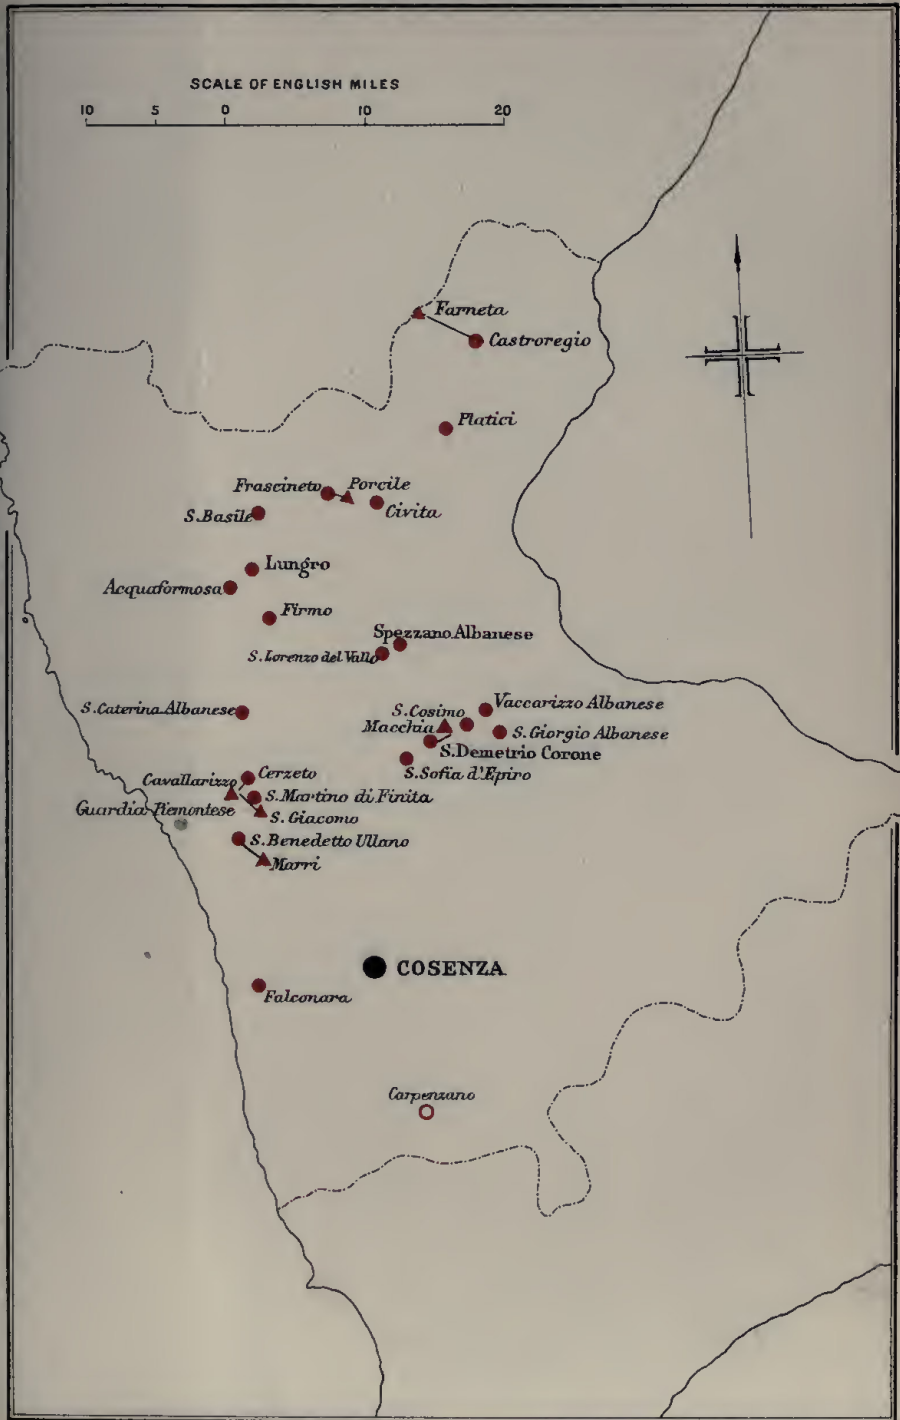 SCALE OF ENGLISH MILES
10 5 0 10 20
Farneta
Castroregio
Platici
Frascineto
Porcile
S. Basile
Civita
Lungro
Acquaformosa
Firmo
Spezzano Albanese
S. Lorenzo del Vallo
S. Caterina Albanese
S. Cosimo
Vaccarizzo Albanese
Macchia
S. Giorgio Albanese
S. Demetrio Corone
S. Sofia d'Epiro
Cavallarizzo
Cerzeto
S. Martino di Finita
Guardia Piemontese
S. Giacomo
S. Benedetto Ullano
Marri
COSENZA
Falconara
Carpenzano